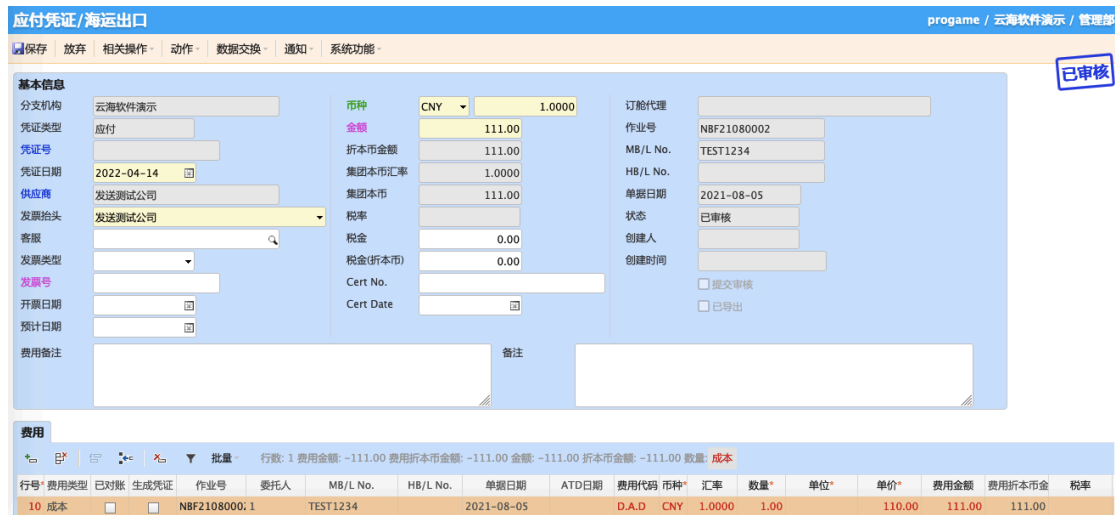 应付凭证/海运出口 progame / 云海软件演示 / 管理部
保存 放弃 相关操作 动作 数据交换 通知 系统功能
已审核
基本信息
分支机构 云海软件演示 币种 CNY 1.0000 订舱代理
凭证类型 应付 金额 111.00 作业号 NBF21080002
凭证号 折本币金额 111.00 MB/L No. TEST1234
凭证日期 2022-04-14 集团本币汇率 1.0000 HB/L No.
供应商 发送测试公司 集团本币 111.00 单据日期 2021-08-05
发票抬头 发送测试公司 税率 状态 已审核
客服 税金 0.00 创建人
发票类型 税金(折本币) 0.00 创建时间
发票号 Cert No. 提交审核
开票日期 Cert Date 已导出
预计日期
费用备注 备注
费用
批量 行数: 1 费用金额: -111.00 费用折本币金额: -111.00 金额: -111.00 折本币金额: -111.00 数量: 成本
行号* 费用类型 已对账 生成凭证 作业号 委托人 MB/L No. HB/L No. 单据日期 ATD日期 费用代码 币种* 汇率 数量* 单位* 单价* 费用金额 费用折本币金 税率
10 成本 NBF21080002 1 TEST1234 2021-08-05 D.A.D CNY 1.0000 1.00 110.00 111.00 111.00